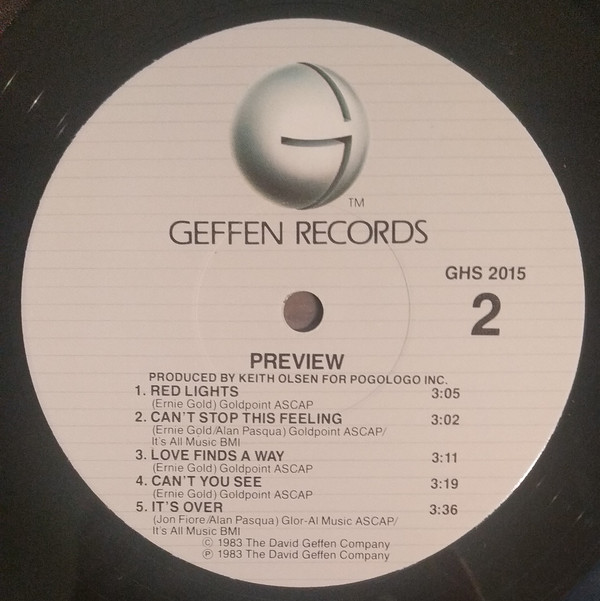 TM
GEFFEN RECORDS
GHS 2015
2
PREVIEW
PRODUCED BY KEITH OLSEN FOR POGOLOGO INC.
1. RED LIGHTS 3:05
(Ernie Gold) Goldpoint ASCAP
2. CAN'T STOP THIS FEELING 3:02
(Ernie Gold/Alan Pasqua) Goldpoint ASCAP/
It's All Music BMI
3. LOVE FINDS A WAY 3:11
(Ernie Gold) Goldpoint ASCAP
4. CAN'T YOU SEE 3:19
(Ernie Gold) Goldpoint ASCAP
5. IT'S OVER 3:36
(Jon Fiore/Alan Pasqua) Glor-Al Music ASCAP/
It's All Music BMI
© 1983 The David Geffen Company
℗ 1983 The David Geffen Company